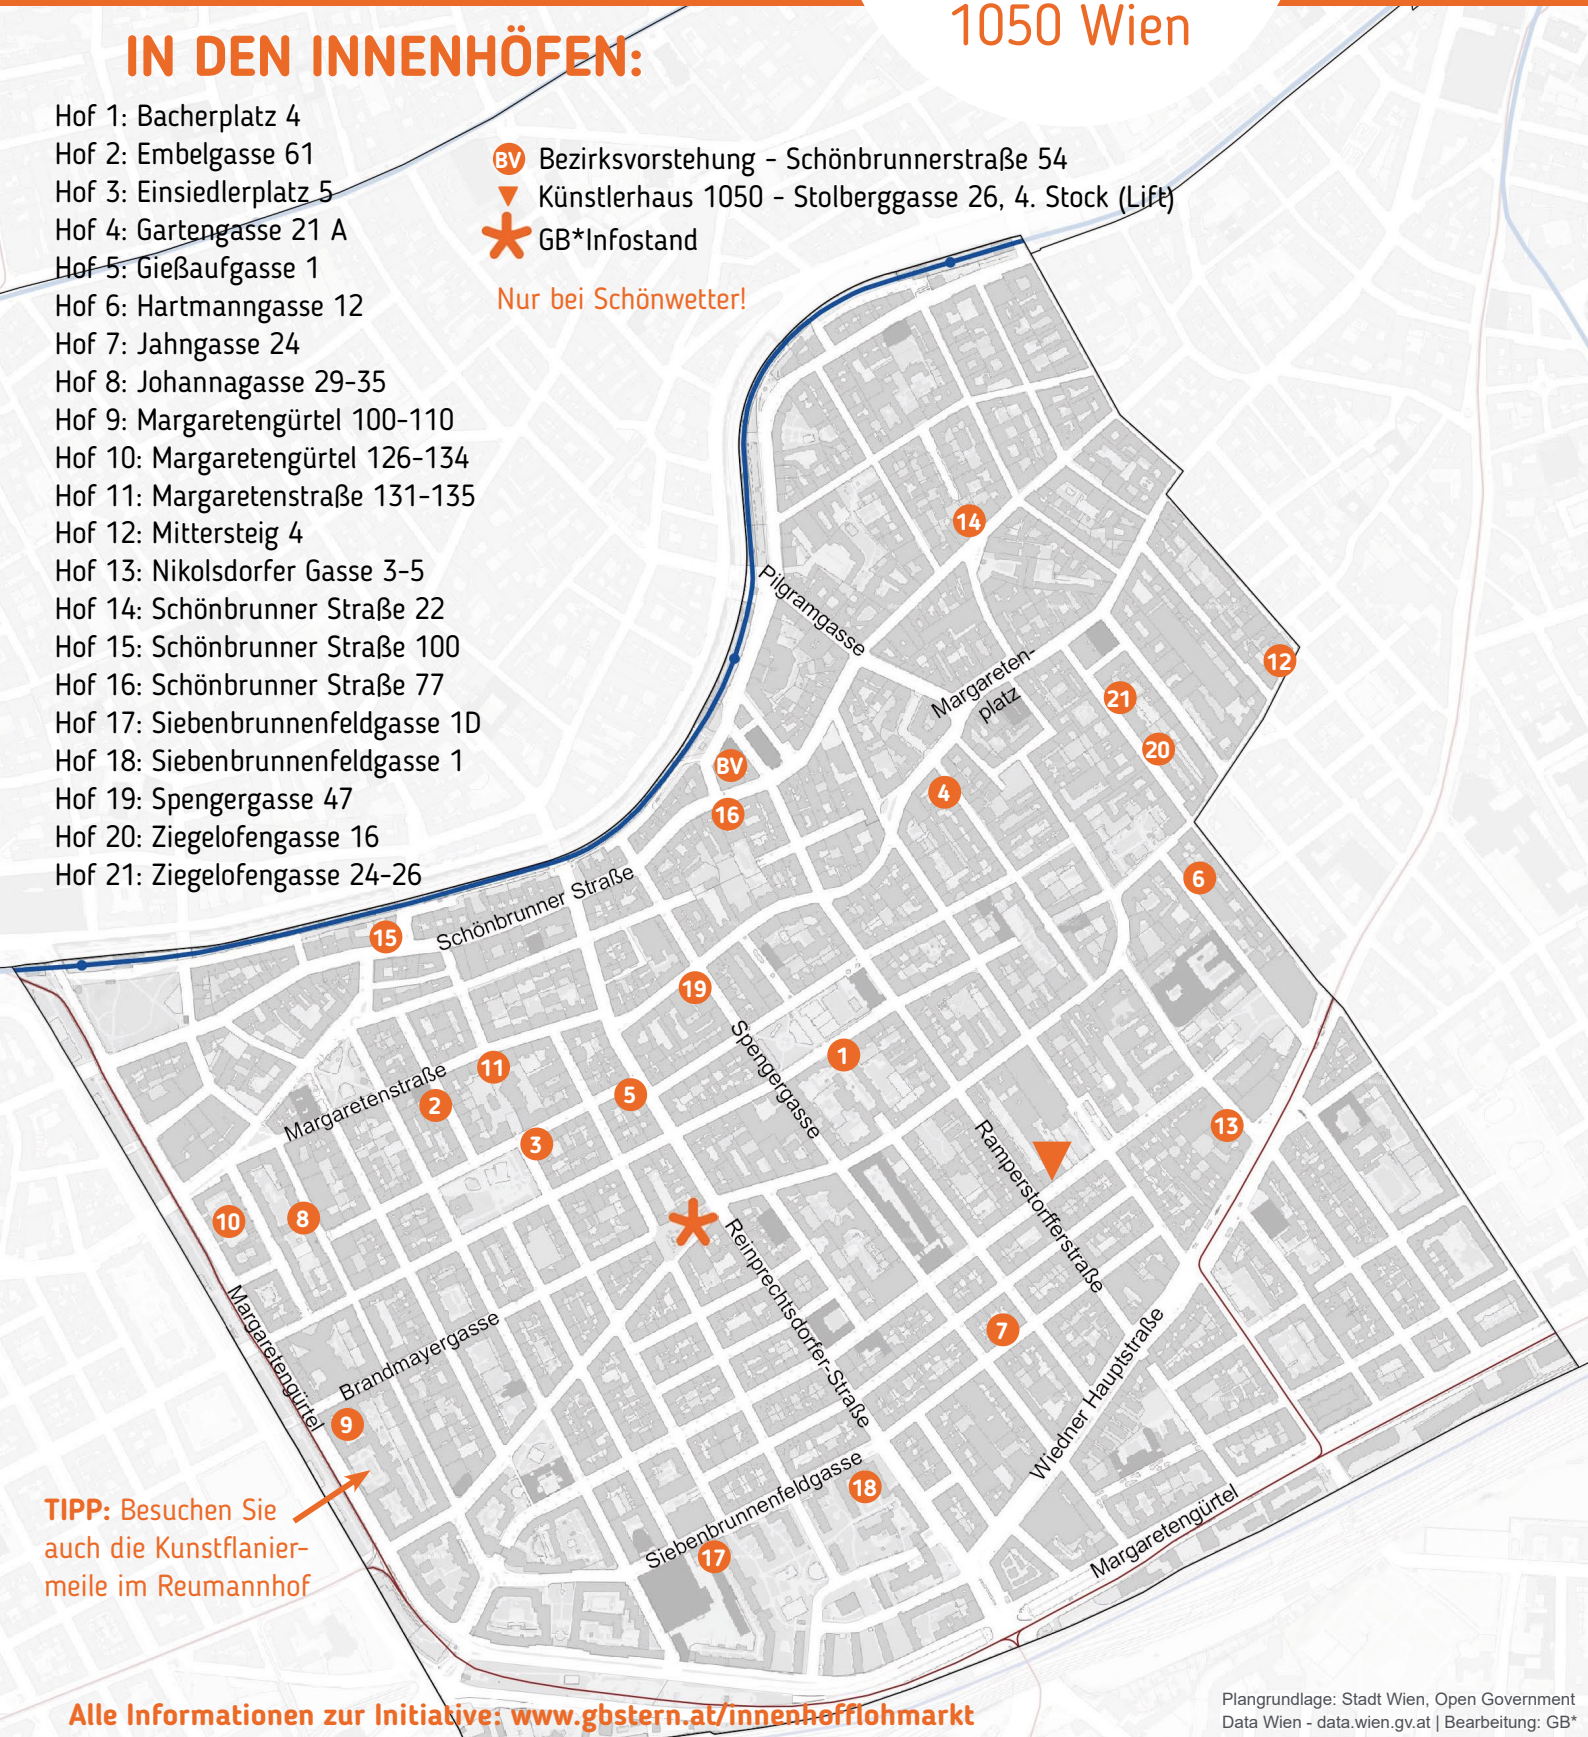 1050 Wien
IN DEN INNENHÖFEN:
Hof 1: Bacherplatz 4
Hof 2: Embelgasse 61
Hof 3: Einsiedlerplatz 5
Hof 4: Gartengasse 21 A
Hof 5: Gießaufgasse 1
Hof 6: Hartmanngasse 12
Hof 7: Jahngasse 24
Hof 8: Johannagasse 29-35
Hof 9: Margaretengürtel 100-110
Hof 10: Margaretengürtel 126-134
Hof 11: Margaretenstraße 131-135
Hof 12: Mittersteig 4
Hof 13: Nikolsdorfer Gasse 3-5
Hof 14: Schönbrunner Straße 22
Hof 15: Schönbrunner Straße 100
Hof 16: Schönbrunner Straße 77
Hof 17: Siebenbrunnenfeldgasse 1D
Hof 18: Siebenbrunnenfeldgasse 1
Hof 19: Spengergasse 47
Hof 20: Ziegelofengasse 16
Hof 21: Ziegelofengasse 24-26
BV Bezirksvorstehung - Schönbrunnerstraße 54
Künstlerhaus 1050 - Stolberggasse 26, 4. Stock (Lift)
GB*Infostand
Nur bei Schönwetter!
14
Pilgramgasse
Margareten-
platz
12
21
20
BV
4
16
6
Schönbrunner Straße
15
19
Spengergasse
1
11
Margaretenstraße
2
5
3
13
Ramperstorfferstraße
10
8
Reinprechtsdorfer-Straße
Margaretengürtel
Brandmayergasse
7
Wiedner Hauptstraße
9
Siebenbrunnenfeldgasse
18
17
Margaretengürtel
TIPP: Besuchen Sie
auch die Kunstflanier-
meile im Reumannhof
Alle Informationen zur Initiative: www.gbstern.at/innenhofflohmarkt
Plangrundlage: Stadt Wien, Open Government
Data Wien - data.wien.gv.at | Bearbeitung: GB*